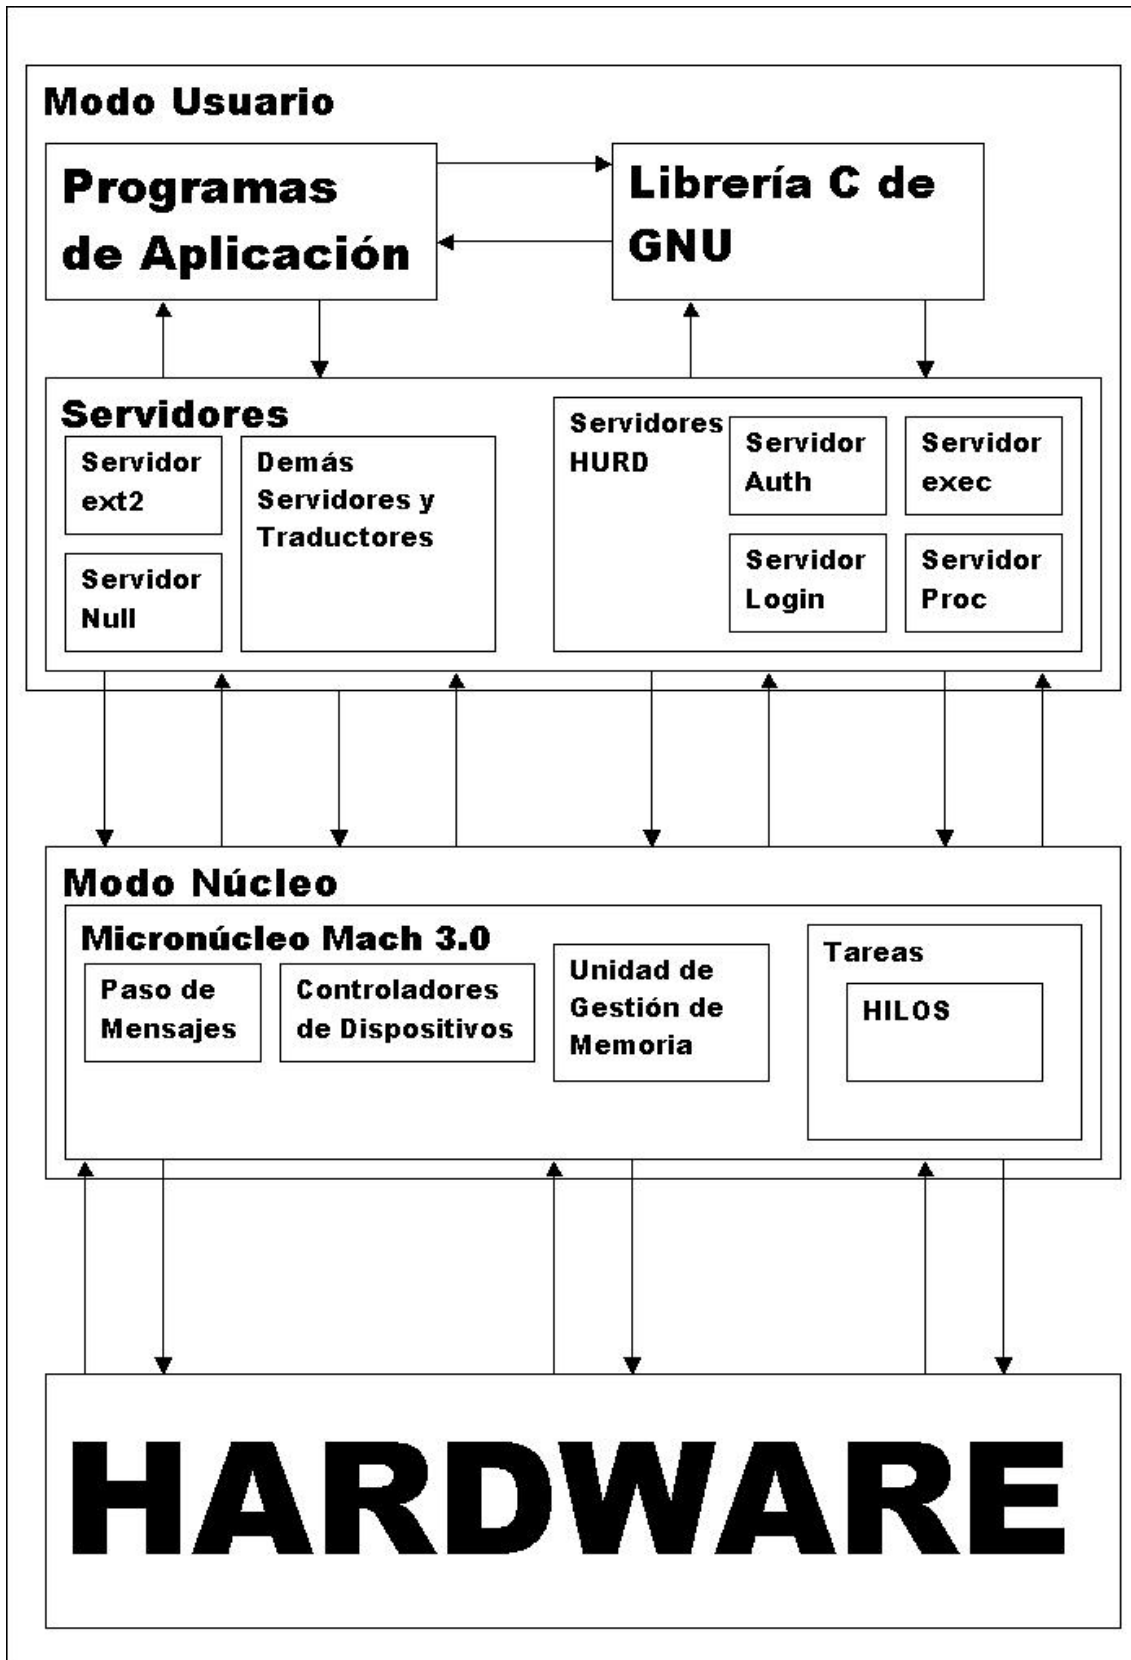 Modo Usuario
Programas
de Aplicación
Librería C de
GNU
Servidores
Servidor
ext2
Servidor
Null
Demás
Servidores y
Traductores
Servidores
HURD
Servidor
Auth
Servidor
exec
Servidor
Login
Servidor
Proc
Modo Núcleo
Micronúcleo Mach 3.0
Paso de
Mensajes
Controladores
de Dispositivos
Unidad de
Gestión de
Memoria
Tareas
HILOS
HARDWARE